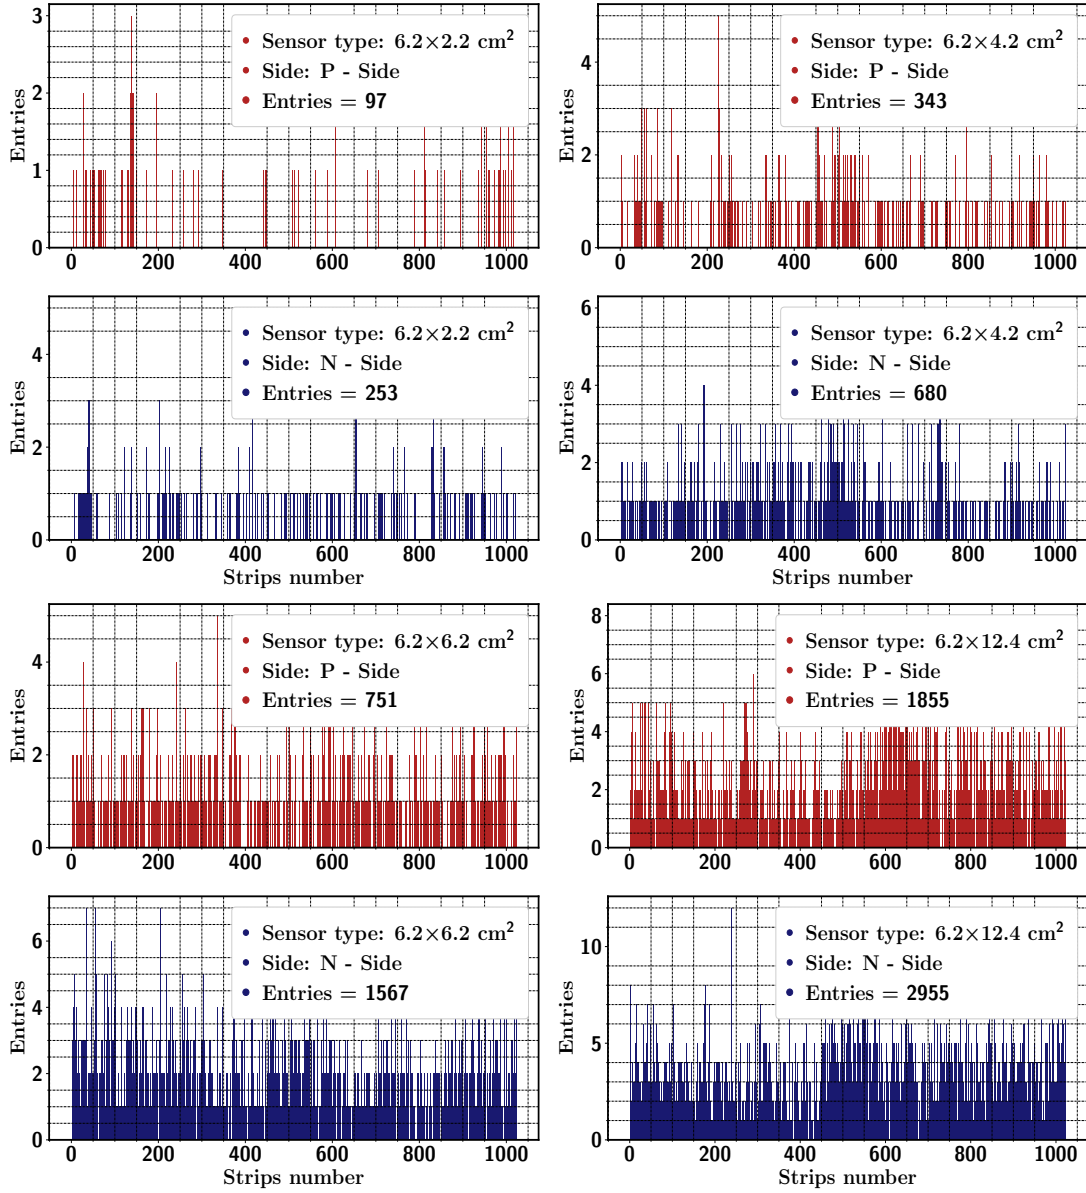 Sensor type: 6.2×2.2 cm²
Side: P - Side
Entries = 97
Entries
0 1 2 3
0 200 400 600 800 1000
Sensor type: 6.2×4.2 cm²
Side: P - Side
Entries = 343
Entries
0 2 4
0 200 400 600 800 1000
Sensor type: 6.2×2.2 cm²
Side: N - Side
Entries = 253
Entries
0 2 4
0 200 400 600 800 1000
Strips number
Sensor type: 6.2×4.2 cm²
Side: N - Side
Entries = 680
Entries
0 2 4 6
0 200 400 600 800 1000
Strips number
Sensor type: 6.2×6.2 cm²
Side: P - Side
Entries = 751
Entries
0 2 4
0 200 400 600 800 1000
Sensor type: 6.2×12.4 cm²
Side: P - Side
Entries = 1855
Entries
0 2 4 6 8
0 200 400 600 800 1000
Sensor type: 6.2×6.2 cm²
Side: N - Side
Entries = 1567
Entries
0 2 4 6
0 200 400 600 800 1000
Strips number
Sensor type: 6.2×12.4 cm²
Side: N - Side
Entries = 2955
Entries
0 5 10
0 200 400 600 800 1000
Strips number